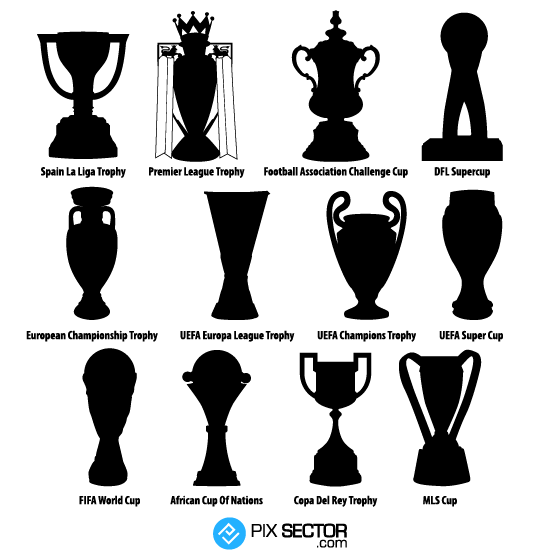 Spain La Liga Trophy
Premier League Trophy
Football Association Challenge Cup
DFL Supercup
European Championship Trophy
UEFA Europa League Trophy
UEFA Champions Trophy
UEFA Super Cup
FIFA World Cup
African Cup Of Nations
Copa Del Rey Trophy
MLS Cup
PIX SECTOR
.com